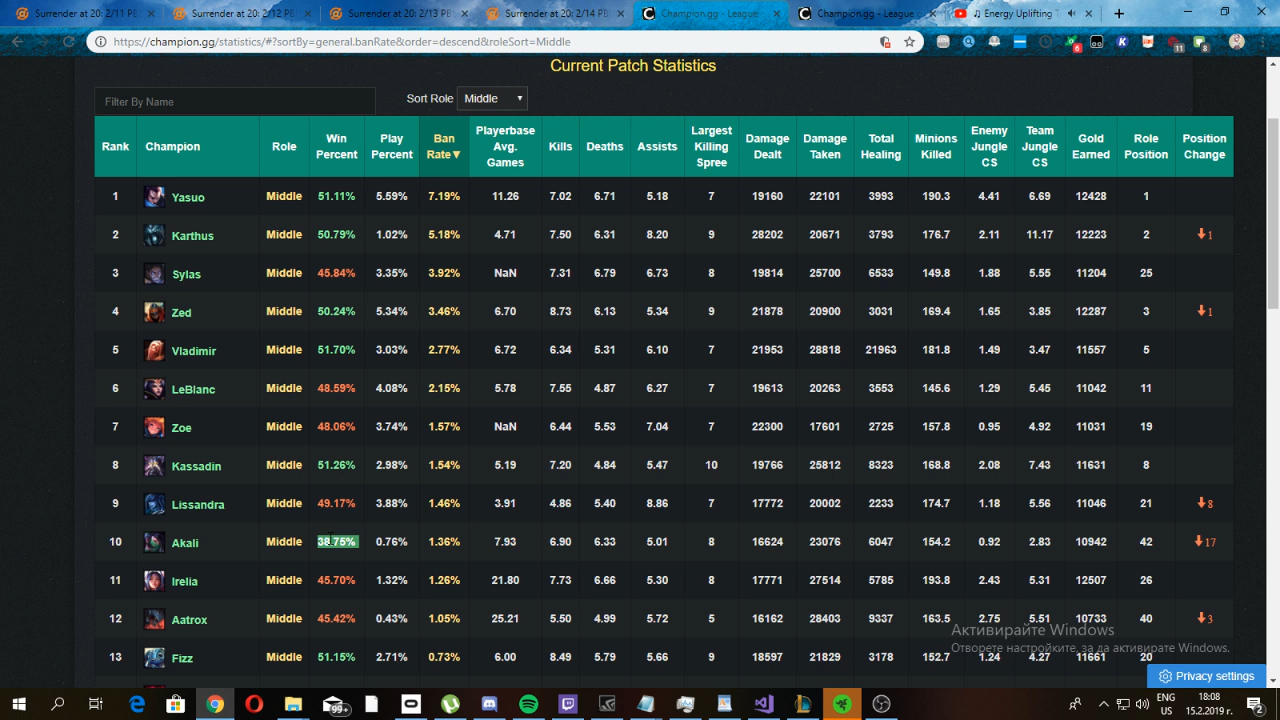 Surrender at 20: 2/11 PB
Surrender at 20: 2/12 PB
Surrender at 20: 2/13 PB
Surrender at 20: 2/14 PB
Champion.gg - League
Champion.gg - League
♫ Energy Uplifting T
https://champion.gg/statistics/#?sortBy=general.banRate&order=descend&roleSort=Middle
6
11
8
Current Patch Statistics
Filter By Name
Sort Role
Middle
Rank Champion Role Win Percent Play Percent Ban Rate▼ Playerbase Avg. Games Kills Deaths Assists Largest Killing Spree Damage Dealt Damage Taken Total Healing Minions Killed Enemy Jungle CS Team Jungle CS Gold Earned Role Position Position Change
1 Yasuo Middle 51.11% 5.59% 7.19% 11.26 7.02 6.71 5.18 7 19160 22101 3993 190.3 4.41 6.69 12428 1
2 Karthus Middle 50.79% 1.02% 5.18% 4.71 7.50 6.31 8.20 9 28202 20671 3793 176.7 2.11 11.17 12223 2 1
3 Sylas Middle 45.84% 3.35% 3.92% NaN 7.31 6.79 6.73 8 19814 25700 6533 149.8 1.88 5.55 11204 25
4 Zed Middle 50.24% 5.34% 3.46% 6.70 8.73 6.13 5.34 9 21878 20900 3031 169.4 1.65 3.85 12287 3 1
5 Vladimir Middle 51.70% 3.03% 2.77% 6.72 6.34 5.31 6.10 7 21953 28818 21963 181.8 1.49 3.47 11557 5
6 LeBlanc Middle 48.59% 4.08% 2.15% 5.78 7.55 4.87 6.27 7 19613 20263 3553 145.6 1.29 5.45 11042 11
7 Zoe Middle 48.06% 3.74% 1.57% NaN 6.44 5.53 7.04 7 22300 17601 2725 157.8 0.95 4.92 11031 19
8 Kassadin Middle 51.26% 2.98% 1.54% 5.19 7.20 4.84 5.47 10 19766 25812 8323 168.8 2.08 7.43 11631 8
9 Lissandra Middle 49.17% 3.88% 1.46% 3.91 4.86 5.40 8.86 7 17772 20002 2233 174.7 1.18 5.56 11046 21 8
10 Akali Middle 38.75% 0.76% 1.36% 7.93 6.90 6.33 5.01 8 16624 23076 6047 154.2 0.92 2.83 10942 42 17
11 Irelia Middle 45.70% 1.32% 1.26% 21.80 7.73 6.66 5.30 8 17771 27514 5785 193.8 2.43 5.31 12507 26
12 Aatrox Middle 45.42% 0.43% 1.05% 25.21 5.50 4.99 5.72 5 16162 28403 9337 163.5 2.75 5.51 10733 40 3
13 Fizz Middle 51.15% 2.71% 0.73% 6.00 8.49 5.79 5.66 9 18597 21829 3178 152.7 1.24 4.27 11661 20
Активирайте Windows
Отворете настройките, за да активирате Windows.
Privacy settings
99+
ENG
US
18:08
15.2.2019 г.
2